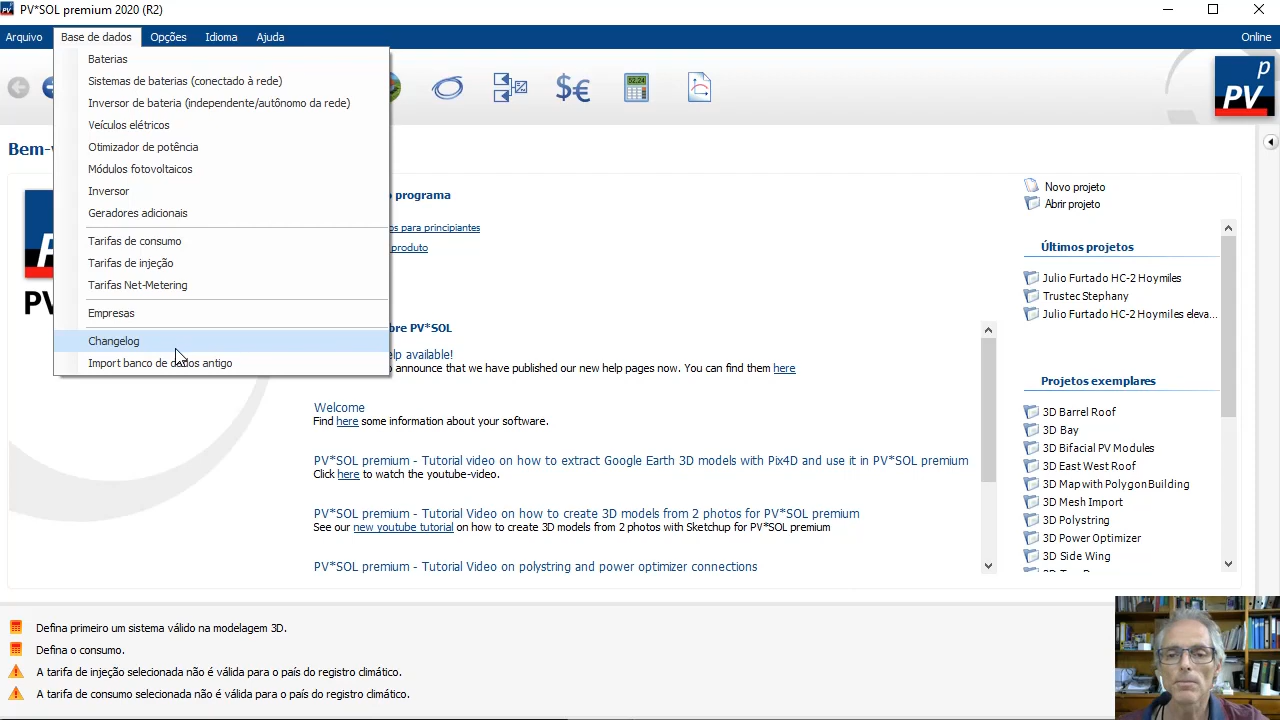 PV*SOL premium 2020 (R2)
Arquivo Base de dados Opções Idioma Ajuda Online
Baterias
Sistemas de baterias (conectado à rede)
Inversor de bateria (independente/autônomo da rede)
Veículos elétricos
Otimizador de potência
Módulos fotovoltaicos
Inversor
Geradores adicionais
Tarifas de consumo
Tarifas de injeção
Tarifas Net-Metering
Empresas
Changelog
Import banco de dados antigo
$€
32.24
p
PV
Bem-
programa
os para principiantes
produto
PV
bre PV*SOL
elp available!
to announce that we have published our new help pages now. You can find them here
Welcome
Find here some information about your software.
PV*SOL premium - Tutorial video on how to extract Google Earth 3D models with Pix4D and use it in PV*SOL premium
Click here to watch the youtube-video.
PV*SOL premium - Tutorial Video on how to create 3D models from 2 photos for PV*SOL premium
See our new youtube tutorial on how to create 3D models from 2 photos with Sketchup for PV*SOL premium
PV*SOL premium - Tutorial Video on polystring and power optimizer connections
Novo projeto
Abrir projeto
Últimos projetos
Julio Furtado HC-2 Hoymiles
Trustec Stephany
Julio Furtado HC-2 Hoymiles eleva...
Projetos exemplares
3D Barrel Roof
3D Bay
3D Bifacial PV Modules
3D East West Roof
3D Map with Polygon Building
3D Mesh Import
3D Polystring
3D Power Optimizer
3D Side Wing
Defina primeiro um sistema válido na modelagem 3D.
Defina o consumo.
A tarifa de injeção selecionada não é válida para o país do registro climático.
A tarifa de consumo selecionada não é válida para o país do registro climático.